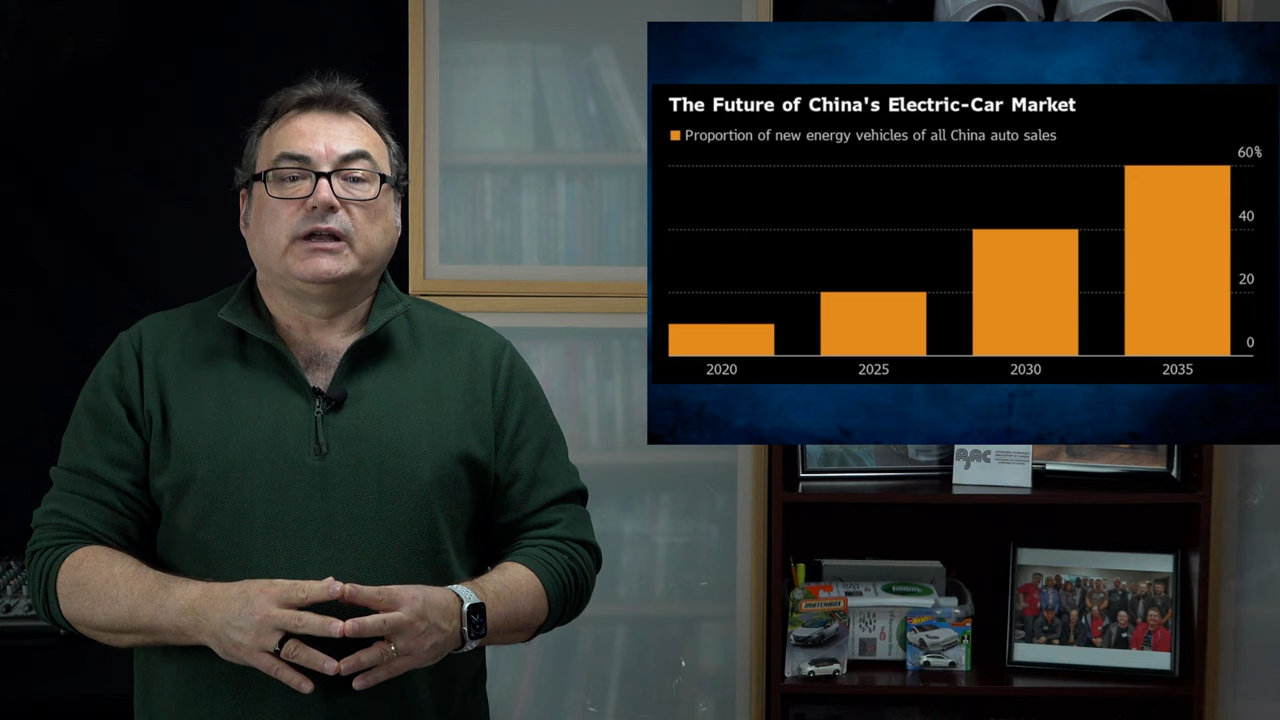 The Future of China's Electric-Car Market
Proportion of new energy vehicles of all China auto sales
60%
40
20
0
2020
2025
2030
2035
AJAC
MATCHBOX